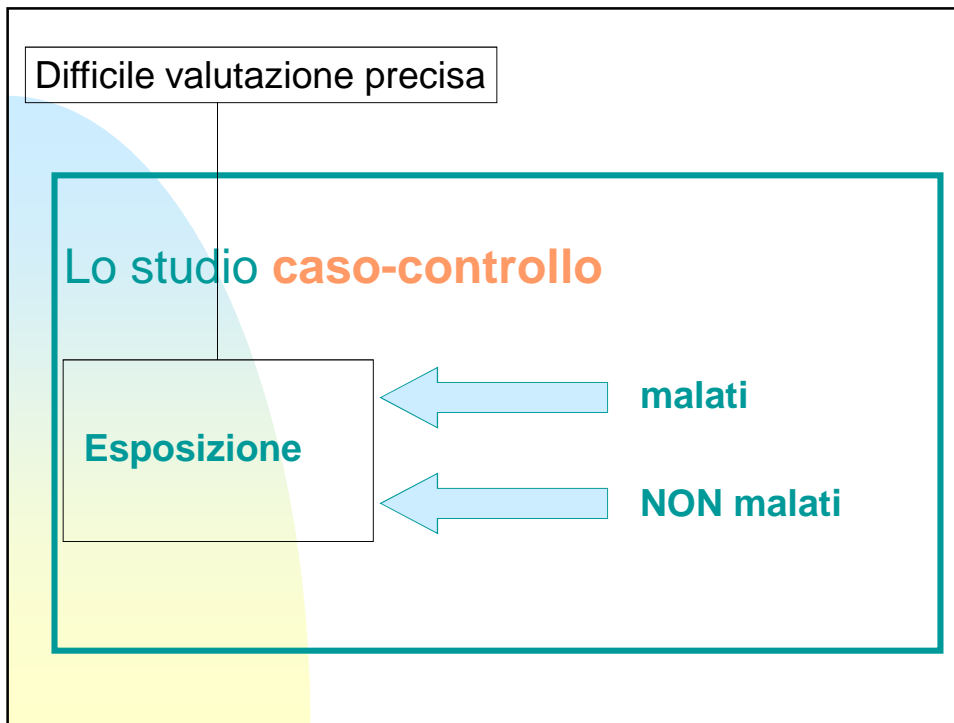 Difficile valutazione precisa
Lo studio caso-controllo
malati
Esposizione
NON malati